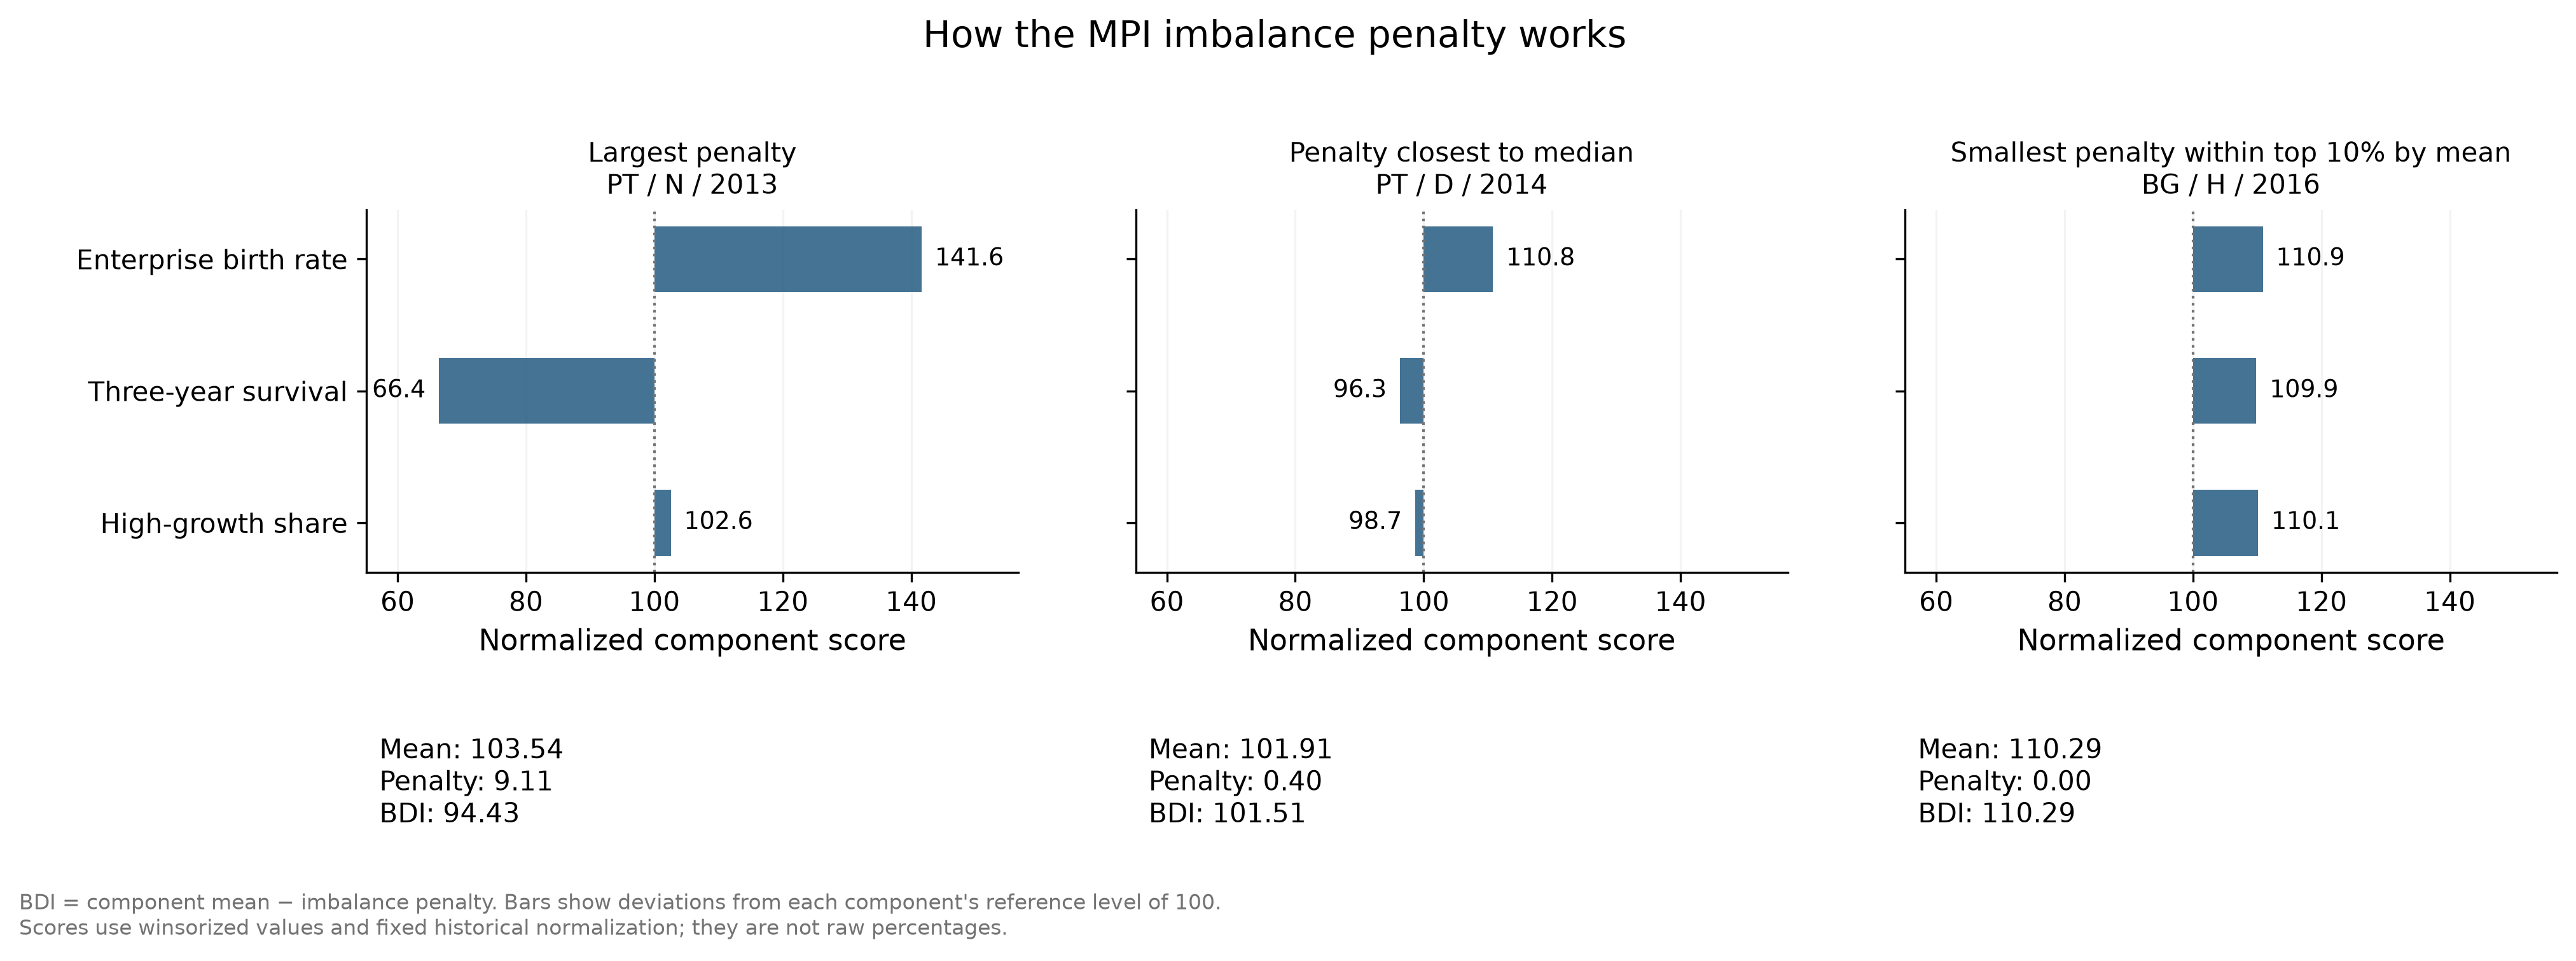 How the MPI imbalance penalty works
Largest penalty
PT / N / 2013
Enterprise birth rate
Three-year survival
High-growth share
141.6
66.4
102.6
60 80 100 120 140
Normalized component score
Mean: 103.54
Penalty: 9.11
BDI: 94.43
Penalty closest to median
PT / D / 2014
110.8
96.3
98.7
60 80 100 120 140
Normalized component score
Mean: 101.91
Penalty: 0.40
BDI: 101.51
Smallest penalty within top 10% by mean
BG / H / 2016
110.9
109.9
110.1
60 80 100 120 140
Normalized component score
Mean: 110.29
Penalty: 0.00
BDI: 110.29
BDI = component mean − imbalance penalty. Bars show deviations from each component's reference level of 100.
Scores use winsorized values and fixed historical normalization; they are not raw percentages.